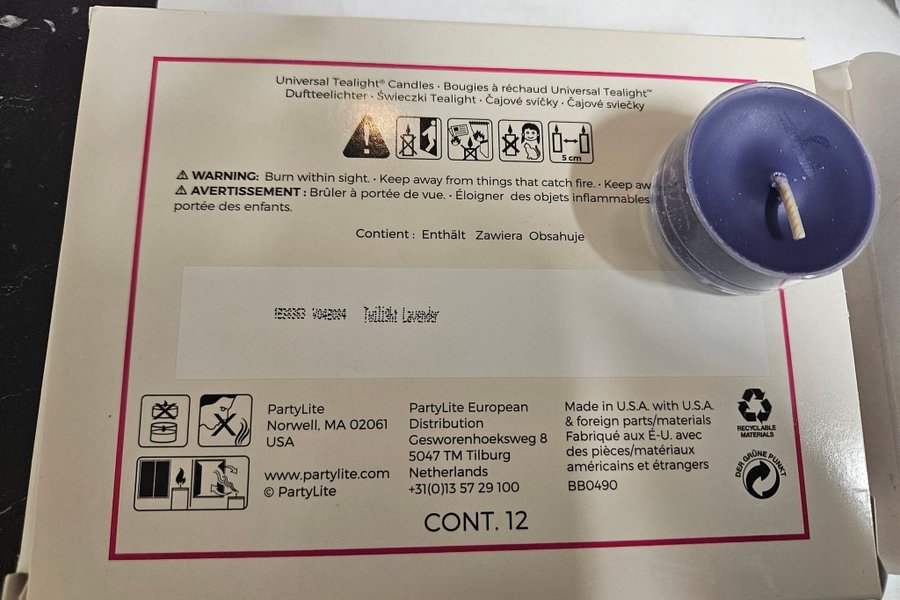 Universal Tealight® Candles · Bougies à réchaud Universal Tealight™
Duftteelichter · Świeczki Tealight · Čajové svíčky · Čajové sviečky
5 cm
⚠ WARNING: Burn within sight. · Keep away from things that catch fire. · Keep
⚠ AVERTISSEMENT : Brûler à portée de vue. · Éloigner des objets inflammables
portée des enfants.
Contient : Enthält Zawiera Obsahuje
Twilight Lavender
PartyLite
Norwell, MA 02061
USA
www.partylite.com
© PartyLite
PartyLite European
Distribution
Gesworenhoeksweg 8
5047 TM Tilburg
Netherlands
+31(0)13 57 29 100
Made in U.S.A. with U.S.A.
& foreign parts/materials
Fabriqué aux É-U. avec
des pièces/matériaux
américains et étrangers
BB0490
RECYCLABLE
MATERIALS
DER GRÜNE PUNKT
CONT. 12